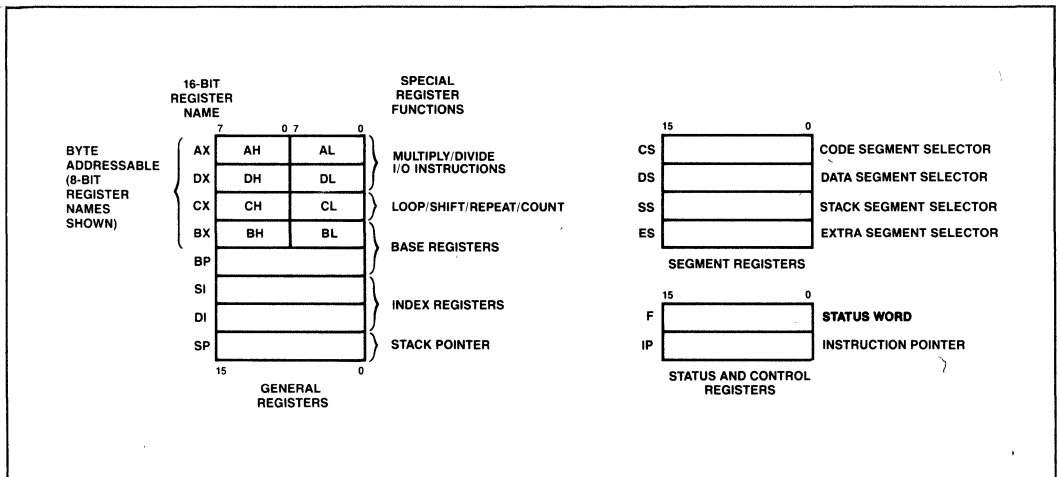 16-BIT
REGISTER
NAME
SPECIAL
REGISTER
FUNCTIONS
7 0 7 0
BYTE
ADDRESSABLE
(8-BIT
REGISTER
NAMES
SHOWN)
AX AH AL
DX DH DL
CX CH CL
BX BH BL
BP
SI
DI
SP
15 0
GENERAL
REGISTERS
MULTIPLY/DIVIDE
I/O INSTRUCTIONS
LOOP/SHIFT/REPEAT/COUNT
BASE REGISTERS
INDEX REGISTERS
STACK POINTER
15 0
CS CODE SEGMENT SELECTOR
DS DATA SEGMENT SELECTOR
SS STACK SEGMENT SELECTOR
ES EXTRA SEGMENT SELECTOR
SEGMENT REGISTERS
15 0
F STATUS WORD
IP INSTRUCTION POINTER
STATUS AND CONTROL
REGISTERS